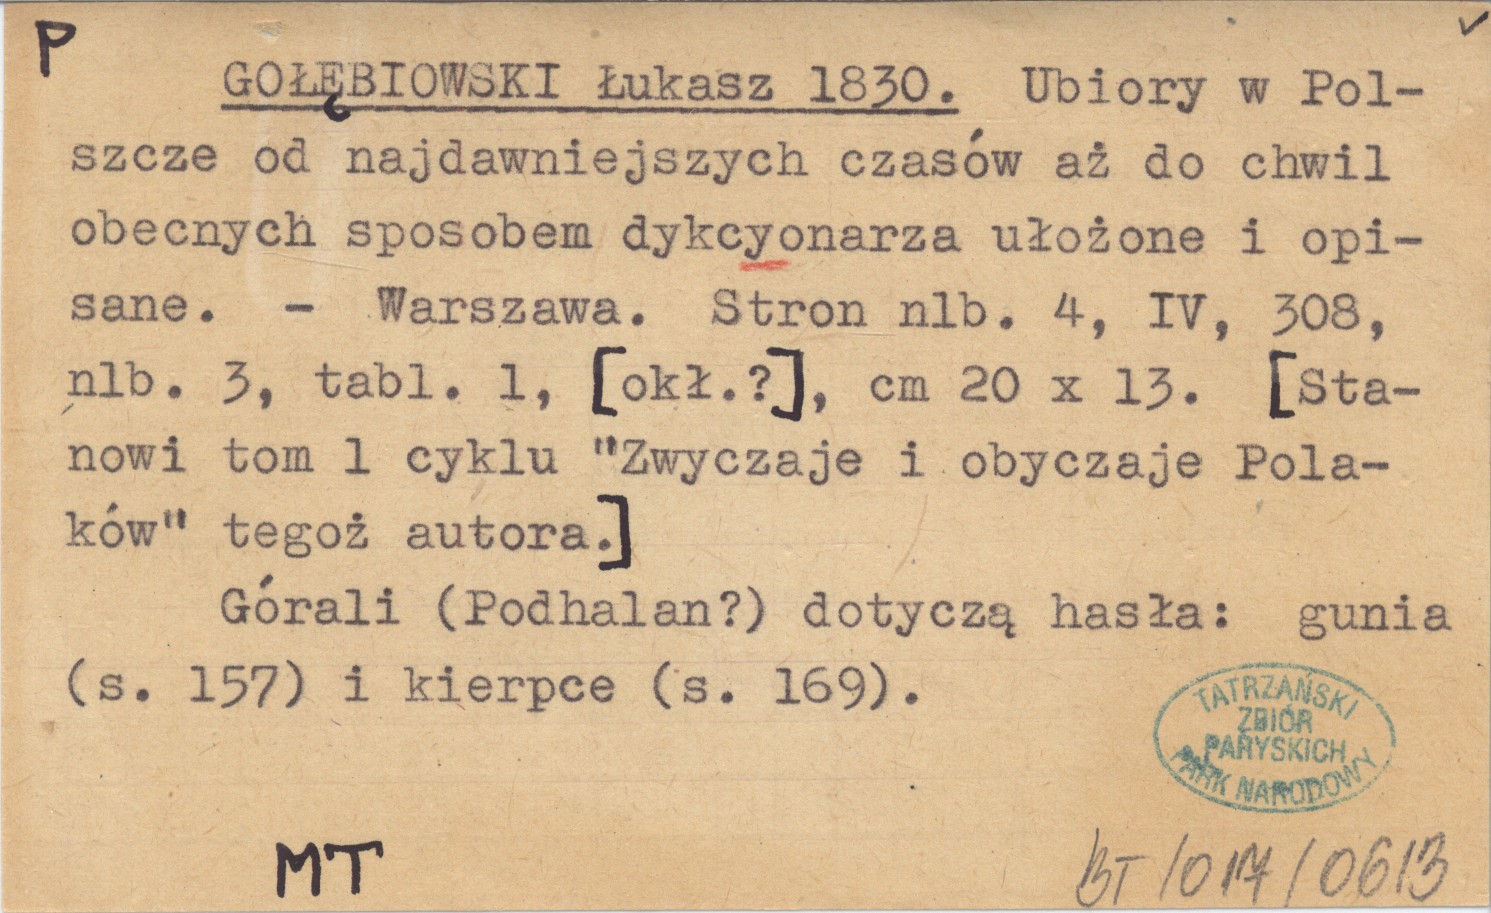 P ✓
GOŁĘBIOWSKI Łukasz 1830. Ubiory w Pol-
szcze od najdawniejszych czasów aż do chwil
obecnych sposobem dykcyonarza ułożone i opi-
sane. - Warszawa. Stron nlb. 4, IV, 308,
nlb. 3, tabl. 1, [okł.?], cm 20 x 13. [Sta-
nowi tom 1 cyklu "Zwyczaje i obyczaje Pola-
ków" tegoż autora.]
Górali (Podhalan?) dotyczą hasła: gunia
(s. 157) i kierpce (s. 169).
TATRZAŃSKI
ZBIÓR
PARYSKICH
PARK NARODOWY
MT
BT/017/0613